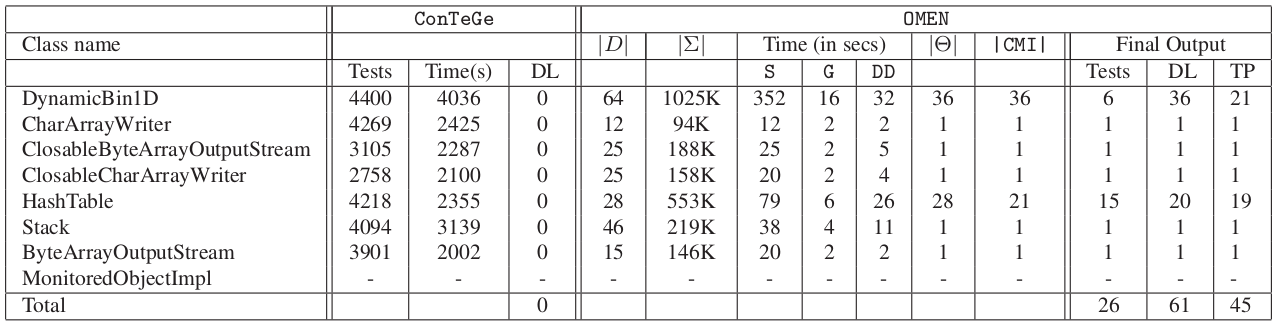 ConTeGe OMEN
Class name |D| |Σ| Time (in secs) |Θ| |CMI| Final Output
Tests Time(s) DL S G DD Tests DL TP
DynamicBin1D 4400 4036 0 64 1025K 352 16 32 36 36 6 36 21
CharArrayWriter 4269 2425 0 12 94K 12 2 2 1 1 1 1 1
ClosableByteArrayOutputStream 3105 2287 0 25 188K 25 2 5 1 1 1 1 1
ClosableCharArrayWriter 2758 2100 0 25 158K 20 2 4 1 1 1 1 1
HashTable 4218 2355 0 28 553K 79 6 26 28 21 15 20 19
Stack 4094 3139 0 46 219K 38 4 11 1 1 1 1 1
ByteArrayOutputStream 3901 2002 0 15 146K 20 2 2 1 1 1 1 1
MonitoredObjectImpl - - - - - - - - - - - - -
Total 0 26 61 45